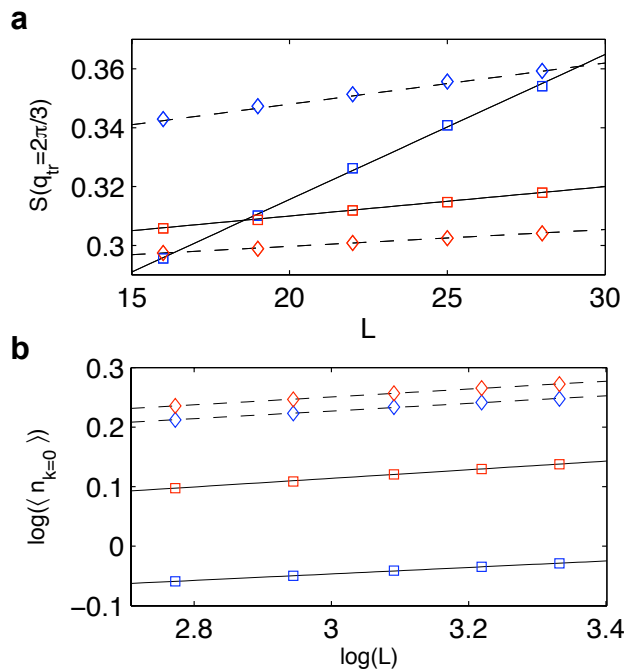 a
S(q_tr=2π/3)
0.36
0.34
0.32
0.3
15 20 25 30
L
b
log(⟨ n_k=0 ⟩)
0.3
0.2
0.1
0
−0.1
2.8 3 3.2 3.4
log(L)